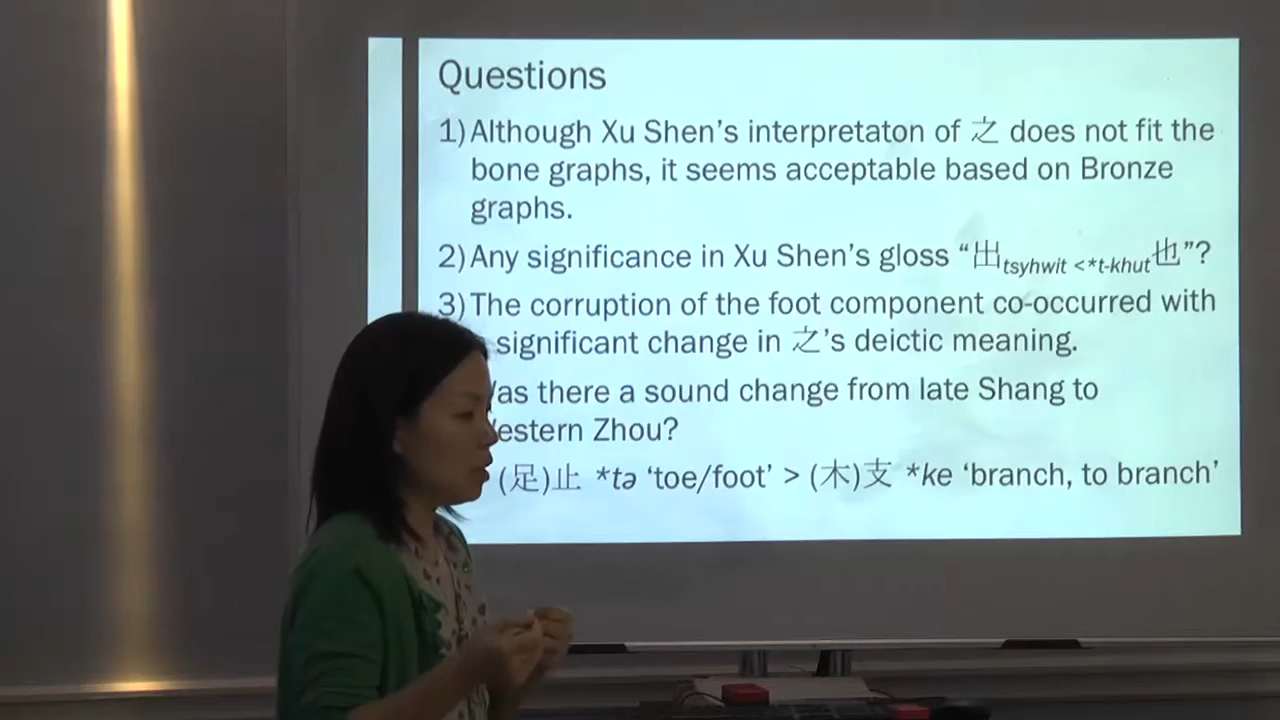 Questions
1) Although Xu Shen's interpretaton of 之 does not fit the
bone graphs, it seems acceptable based on Bronze
graphs.
2) Any significance in Xu Shen's gloss “出tsyhwit <*t-khut也”?
3) The corruption of the foot component co-occurred with
significant change in 之's deictic meaning.
as there a sound change from late Shang to
estern Zhou?
(足)止 *tə ‘toe/foot’ > (木)支 *ke ‘branch, to branch’